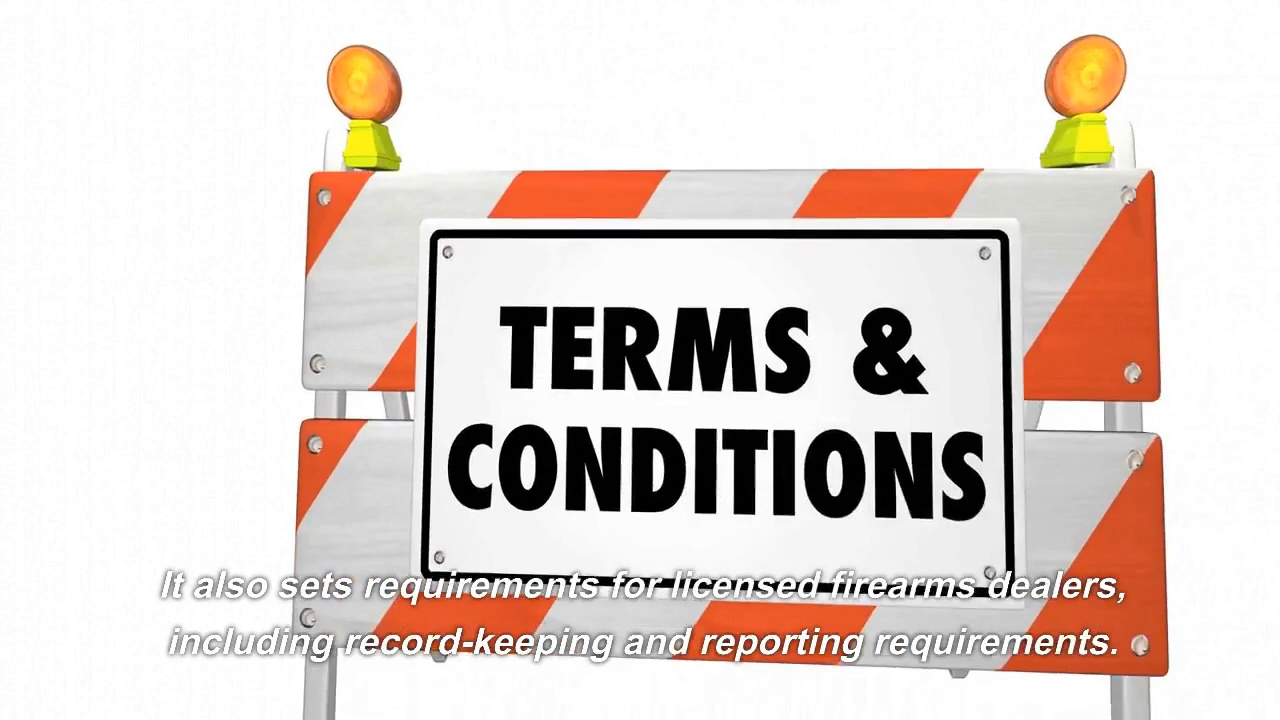 TERMS &
CONDITIONS
It also sets requirements for licensed firearms dealers,
including record-keeping and reporting requirements.